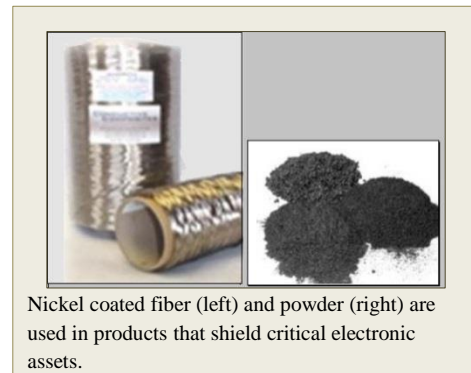 Nickel coated fiber (left) and powder (right) are
used in products that shield critical electronic
assets.